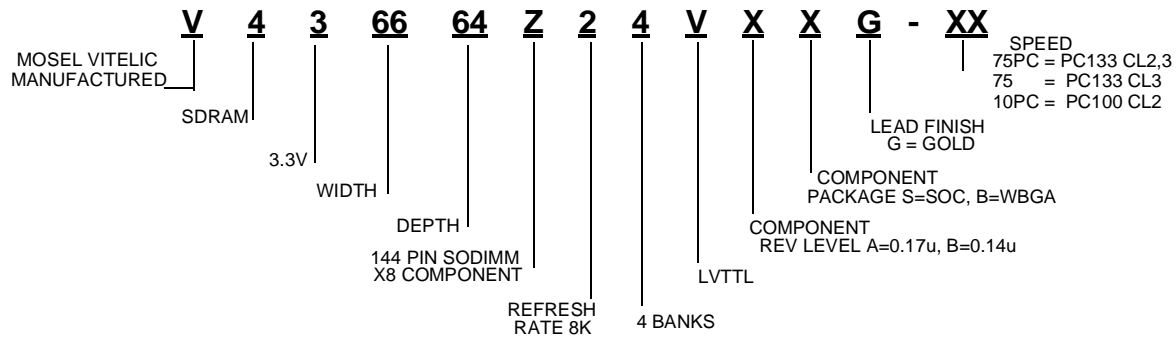 V 4 3 66 64 Z 2 4 V X X G - XX
MOSEL VITELIC
MANUFACTURED
SDRAM
3.3V
WIDTH
DEPTH
144 PIN SODIMM
X8 COMPONENT
REFRESH
RATE 8K
4 BANKS
LVTTL
COMPONENT
REV LEVEL A=0.17u, B=0.14u
COMPONENT
PACKAGE S=SOC, B=WBGA
LEAD FINISH
G = GOLD
SPEED
75PC = PC133 CL2,3
75 = PC133 CL3
10PC = PC100 CL2